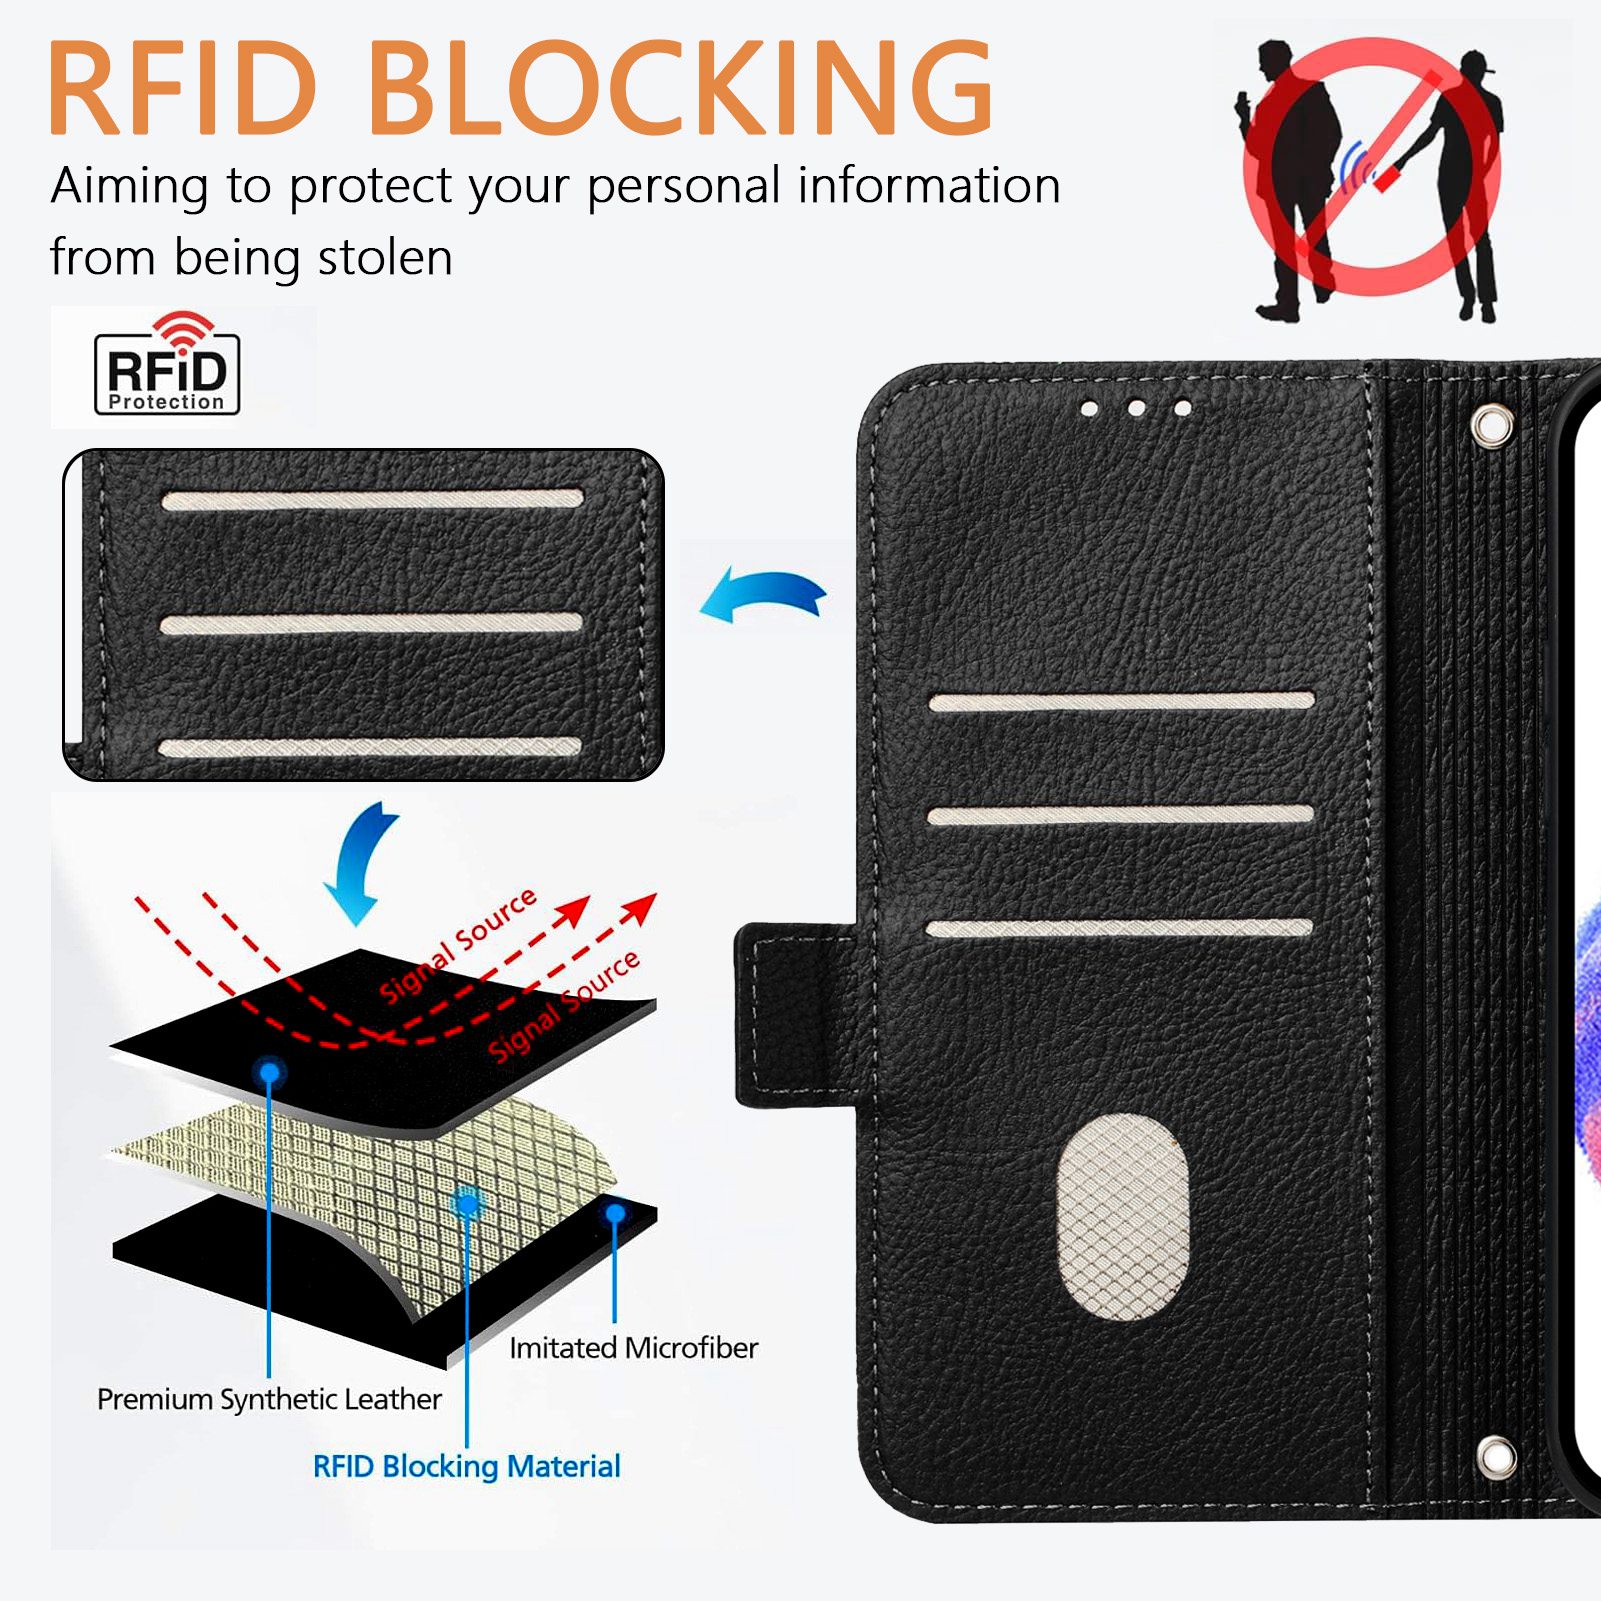 RFID BLOCKING
Aiming to protect your personal information
from being stolen
RFiD
Protection
Signal Source
Signal Source
Imitated Microfiber
Premium Synthetic Leather
RFID Blocking Material